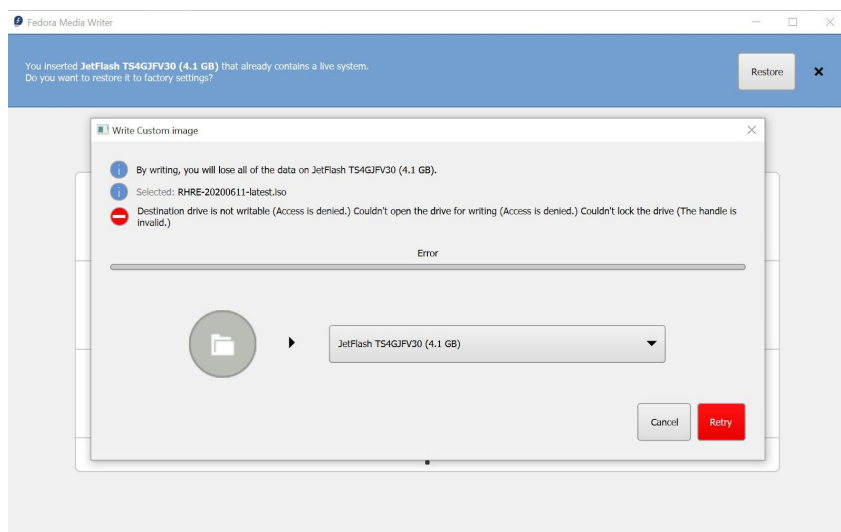 Fedora Media Writer
You inserted JetFlash TS4GJFV30 (4.1 GB) that already contains a live system.
Do you want to restore it to factory settings?
Restore
Write Custom image
By writing, you will lose all of the data on JetFlash TS4GJFV30 (4.1 GB).
Selected: RHRE-20200611-latest.iso
Destination drive is not writable (Access is denied.) Couldn't open the drive for writing (Access is denied.) Couldn't lock the drive (The handle is
invalid.)
Error
JetFlash TS4GJFV30 (4.1 GB)
Cancel
Retry